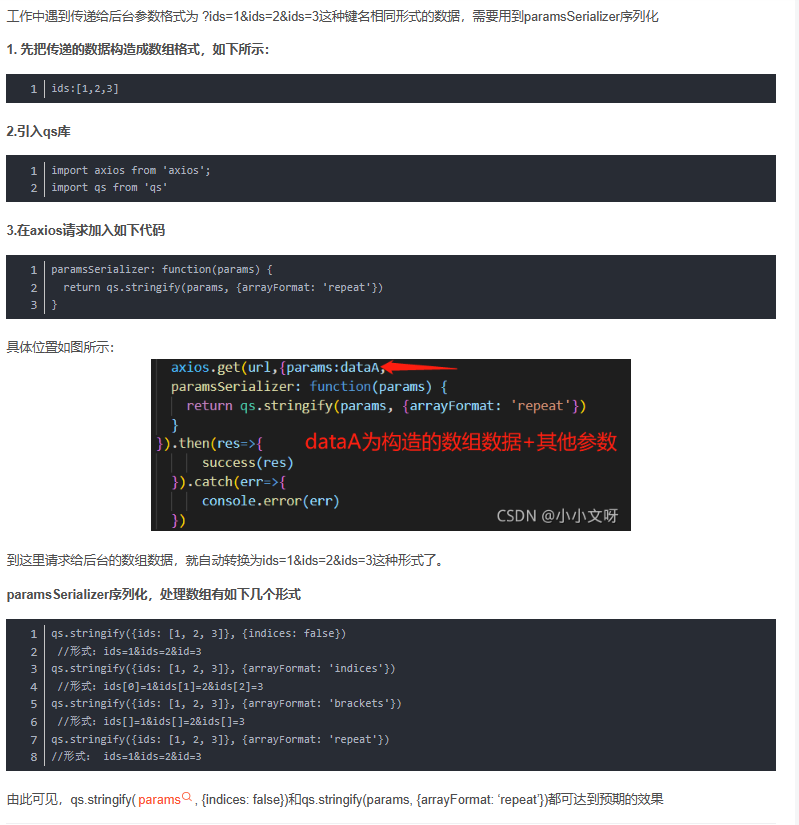 工作中遇到传递给后台参数格式为 ?ids=1&ids=2&ids=3这种键名相同形式的数据，需要用到paramsSerializer序列化
1. 先把传递的数据构造成数组格式，如下所示：
1 ids:[1,2,3]
2.引入qs库
1 import axios from 'axios';
2 import qs from 'qs'
3.在axios请求加入如下代码
1 paramsSerializer: function(params) {
2 return qs.stringify(params, {arrayFormat: 'repeat'})
3 }
具体位置如图所示：
axios.get(url,{params:dataA,
paramsSerializer: function(params) {
return qs.stringify(params, {arrayFormat: 'repeat'})
}
}).then(res=>{ dataA为构造的数组数据+其他参数
success(res)
}).catch(err=>{
console.error(err)
}) CSDN @小小文呀
到这里请求给后台的数组数据，就自动转换为ids=1&ids=2&ids=3这种形式了。
paramsSerializer序列化，处理数组有如下几个形式
1 qs.stringify({ids: [1, 2, 3]}, {indices: false})
2 //形式：ids=1&ids=2&id=3
3 qs.stringify({ids: [1, 2, 3]}, {arrayFormat: 'indices'})
4 //形式：ids[0]=1&ids[1]=2&ids[2]=3
5 qs.stringify({ids: [1, 2, 3]}, {arrayFormat: 'brackets'})
6 //形式：ids[]=1&ids[]=2&ids[]=3
7 qs.stringify({ids: [1, 2, 3]}, {arrayFormat: 'repeat'})
8 //形式： ids=1&ids=2&id=3
由此可见，qs.stringify( params , {indices: false})和qs.stringify(params, {arrayFormat: ‘repeat’})都可达到预期的效果